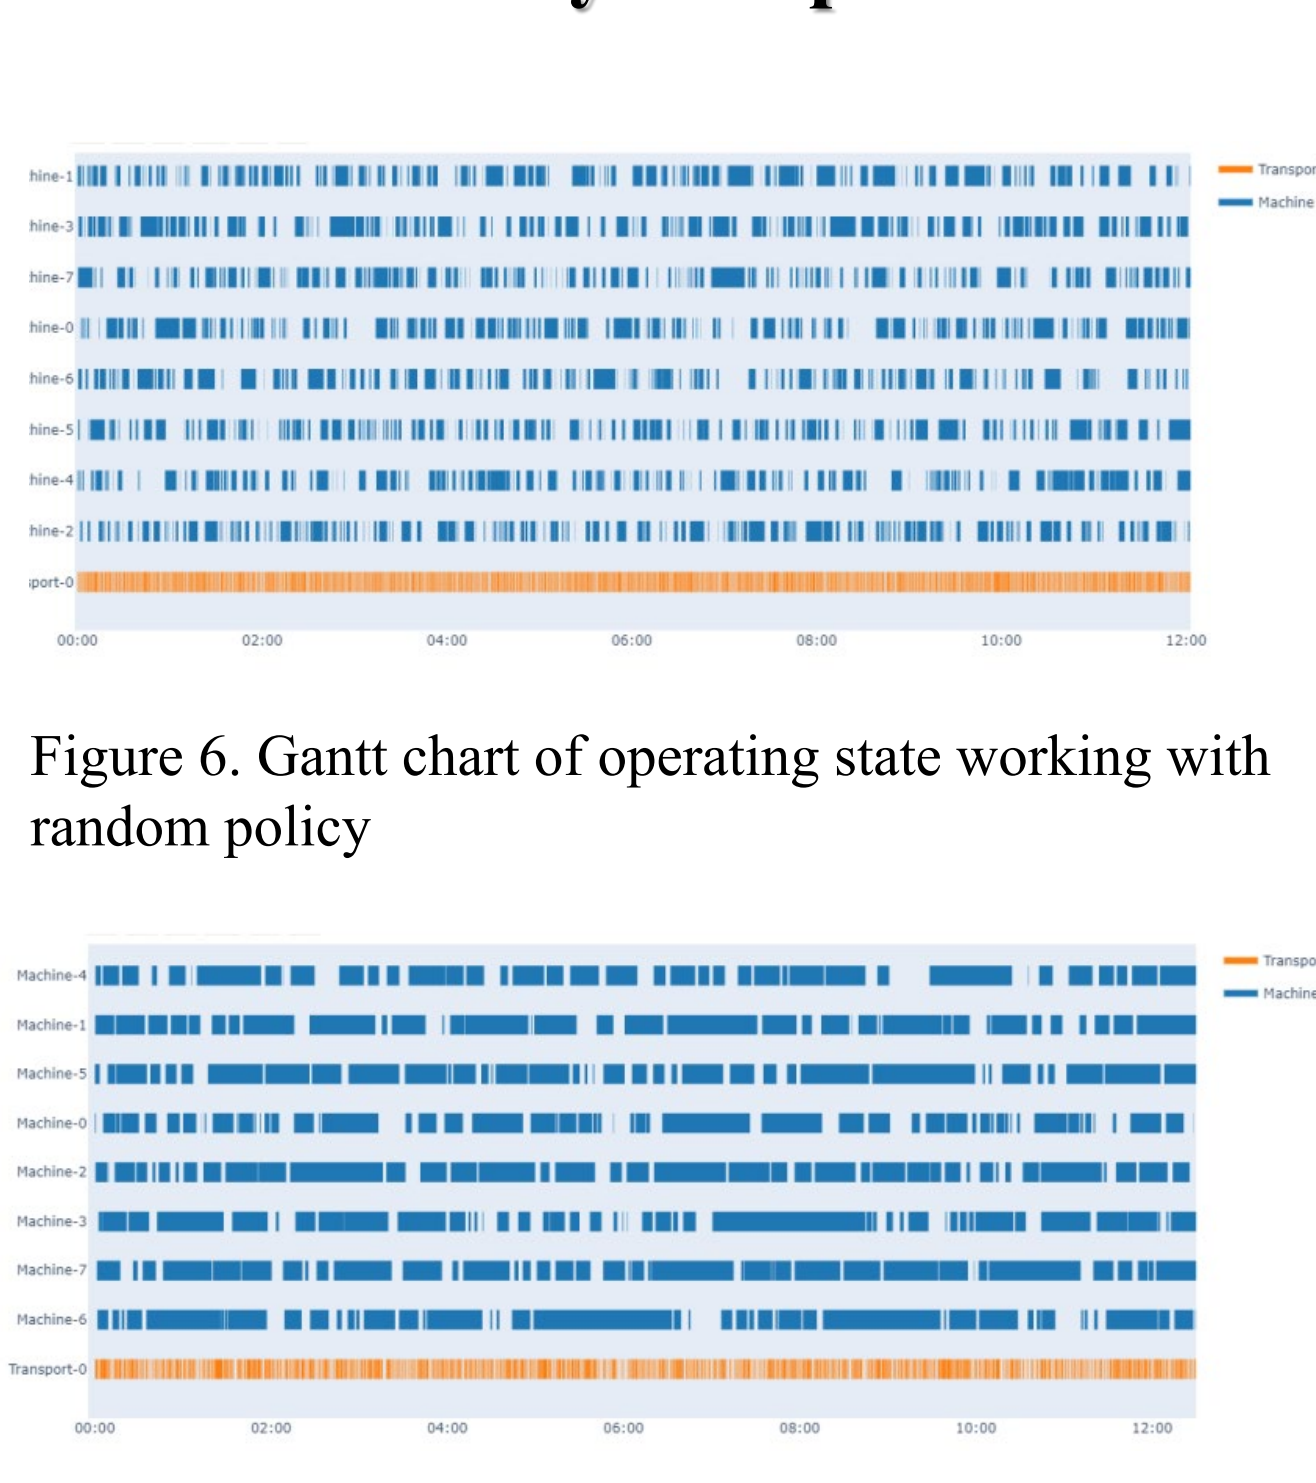 hine-1
hine-3
hine-7
hine-0
hine-6
hine-5
hine-4
hine-2
port-0
00:00 02:00 04:00 06:00 08:00 10:00 12:00
Transpor
Machine
Figure 6. Gantt chart of operating state working with
random policy
Machine-4
Machine-1
Machine-5
Machine-0
Machine-2
Machine-3
Machine-7
Machine-6
Transport-0
00:00 02:00 04:00 06:00 08:00 10:00 12:00
Transpo
Machine